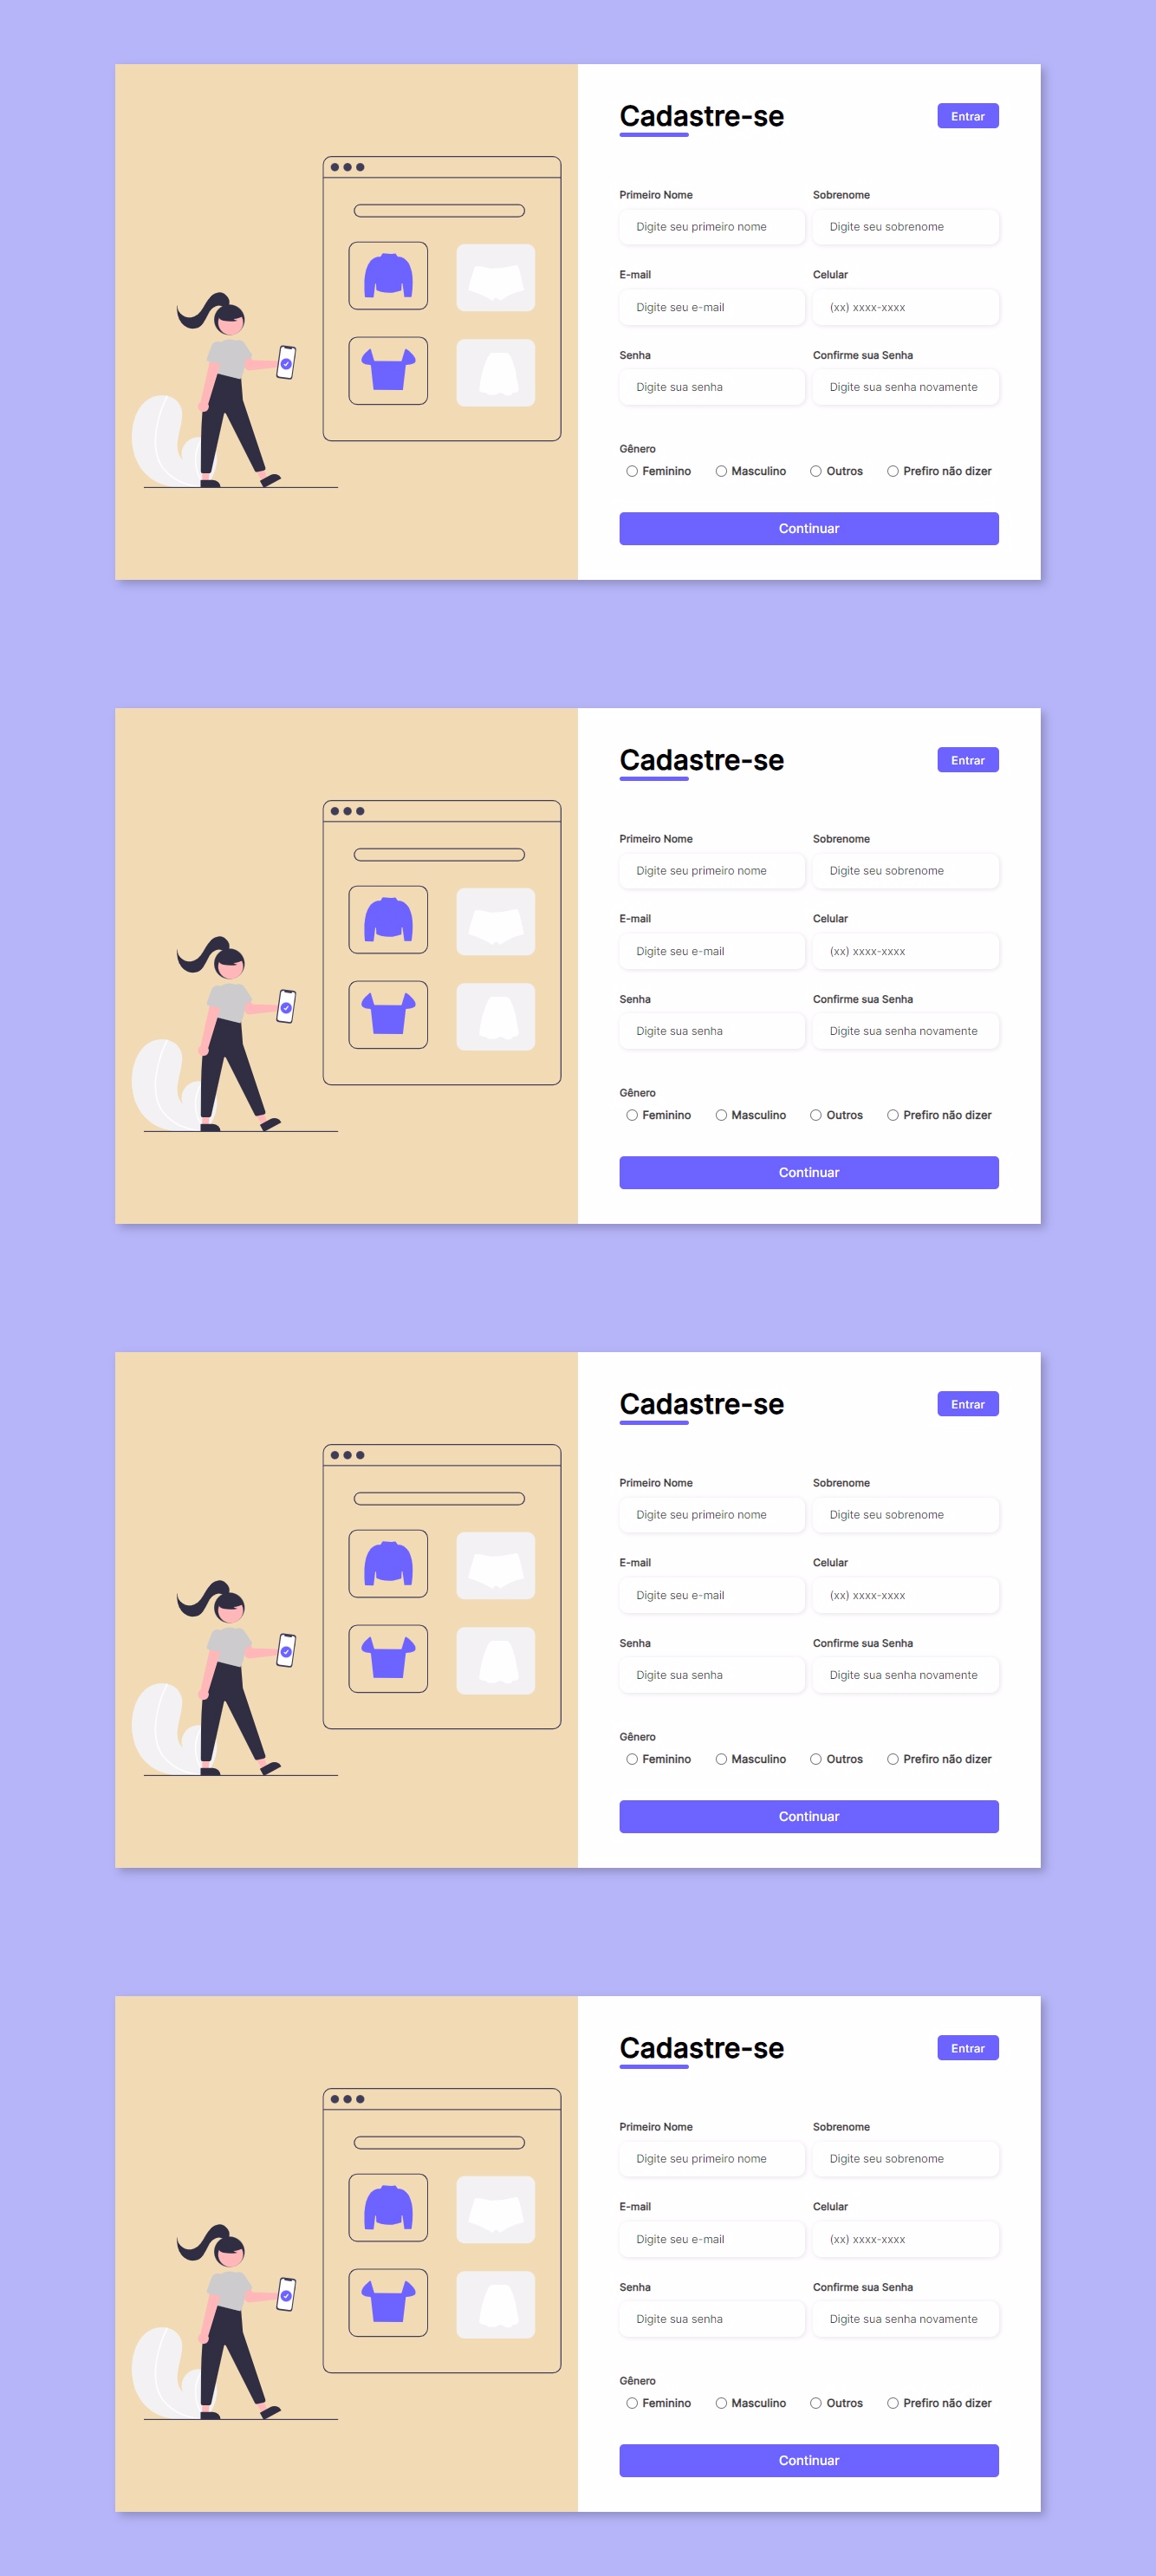 Cadastre-se
Entrar
Primeiro Nome
Sobrenome
Digite seu primeiro nome
Digite seu sobrenome
E-mail
Celular
Digite seu e-mail
(xx) xxxx-xxxx
Senha
Confirme sua Senha
Digite sua senha
Digite sua senha novamente
Gênero
Feminino
Masculino
Outros
Prefiro não dizer
Continuar
Cadastre-se
Entrar
Primeiro Nome
Sobrenome
Digite seu primeiro nome
Digite seu sobrenome
E-mail
Celular
Digite seu e-mail
(xx) xxxx-xxxx
Senha
Confirme sua Senha
Digite sua senha
Digite sua senha novamente
Gênero
Feminino
Masculino
Outros
Prefiro não dizer
Continuar
Cadastre-se
Entrar
Primeiro Nome
Sobrenome
Digite seu primeiro nome
Digite seu sobrenome
E-mail
Celular
Digite seu e-mail
(xx) xxxx-xxxx
Senha
Confirme sua Senha
Digite sua senha
Digite sua senha novamente
Gênero
Feminino
Masculino
Outros
Prefiro não dizer
Continuar
Cadastre-se
Entrar
Primeiro Nome
Sobrenome
Digite seu primeiro nome
Digite seu sobrenome
E-mail
Celular
Digite seu e-mail
(xx) xxxx-xxxx
Senha
Confirme sua Senha
Digite sua senha
Digite sua senha novamente
Gênero
Feminino
Masculino
Outros
Prefiro não dizer
Continuar